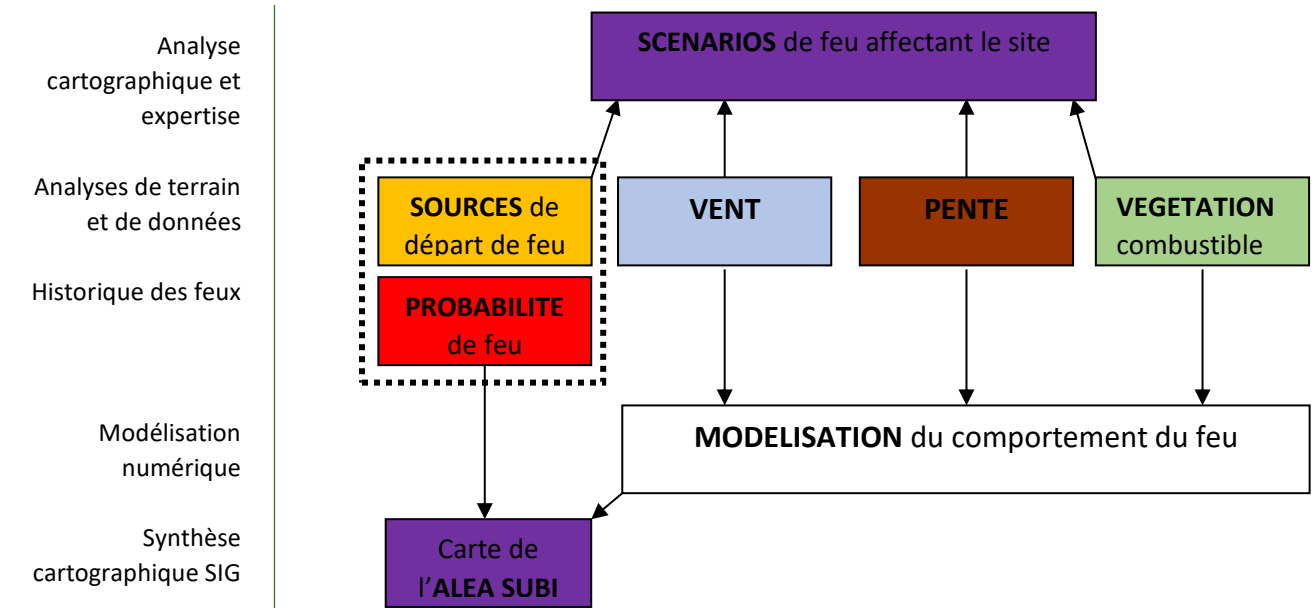 Analyse
cartographique et
expertise
SCENARIOS de feu affectant le site
Analyses de terrain
et de données
SOURCES de
départ de feu
VENT
PENTE
VEGETATION
combustible
Historique des feux
PROBABILITE
de feu
Modélisation
numérique
MODELISATION du comportement du feu
Synthèse
cartographique SIG
Carte de
l'ALEA SUBI